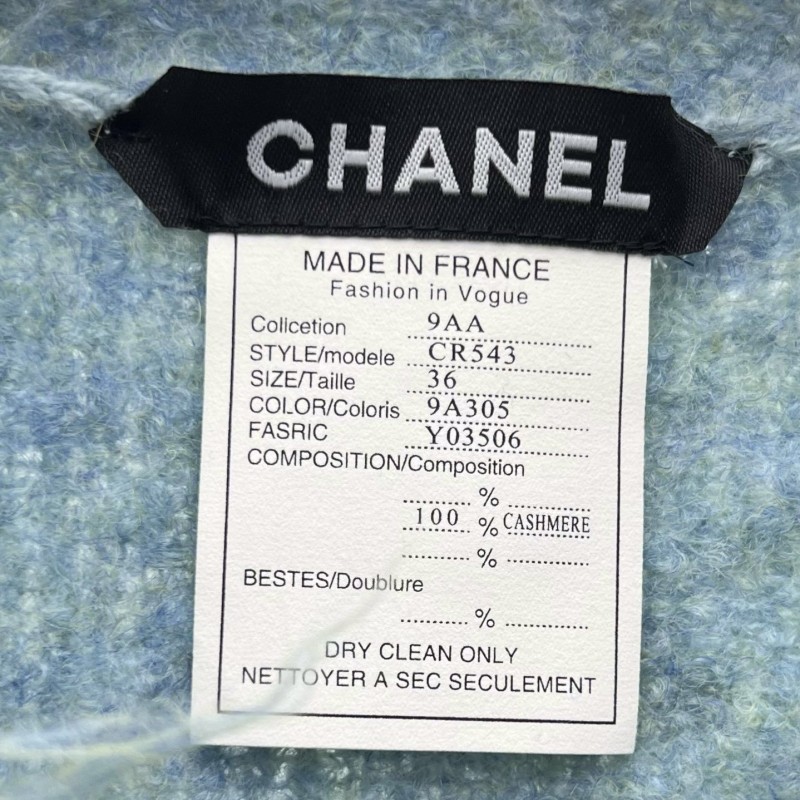 CHANEL
MADE IN FRANCE
Fashion in Vogue
Colicetion 9AA
STYLE/modele CR543
SIZE/Taille 36
COLOR/Coloris 9A305
FASRIC Y03506
COMPOSITION/Composition
%
100 % CASHMERE
%
BESTES/Doublure
%
DRY CLEAN ONLY
NETTOYER A SEC SECULEMENT